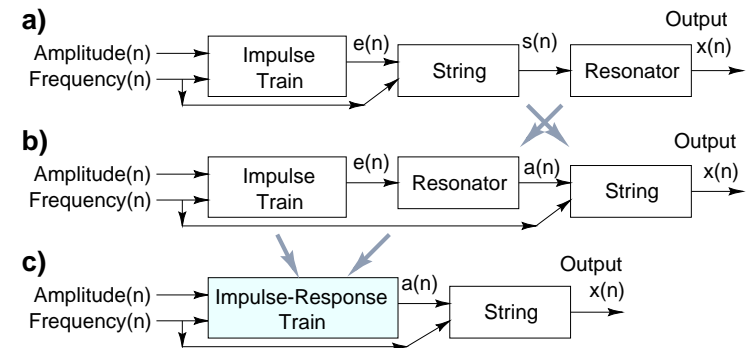 a)
Output
Amplitude(n)
Frequency(n)
Impulse
Train
e(n)
String
s(n)
Resonator
x(n)
b)
Output
Amplitude(n)
Frequency(n)
Impulse
Train
e(n)
Resonator
a(n)
String
x(n)
c)
Output
Amplitude(n)
Frequency(n)
Impulse-Response
Train
a(n)
String
x(n)